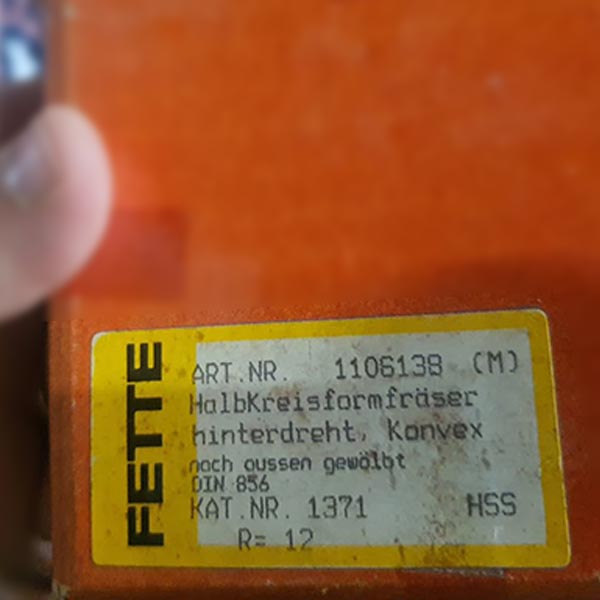 FETTE
ART.NR. 1106138 (M)
HalbKreisformfräser
hinterdreht, Konvex
nach aussen gewölbt
DIN 856
KAT.NR. 1371 HSS
R= 12